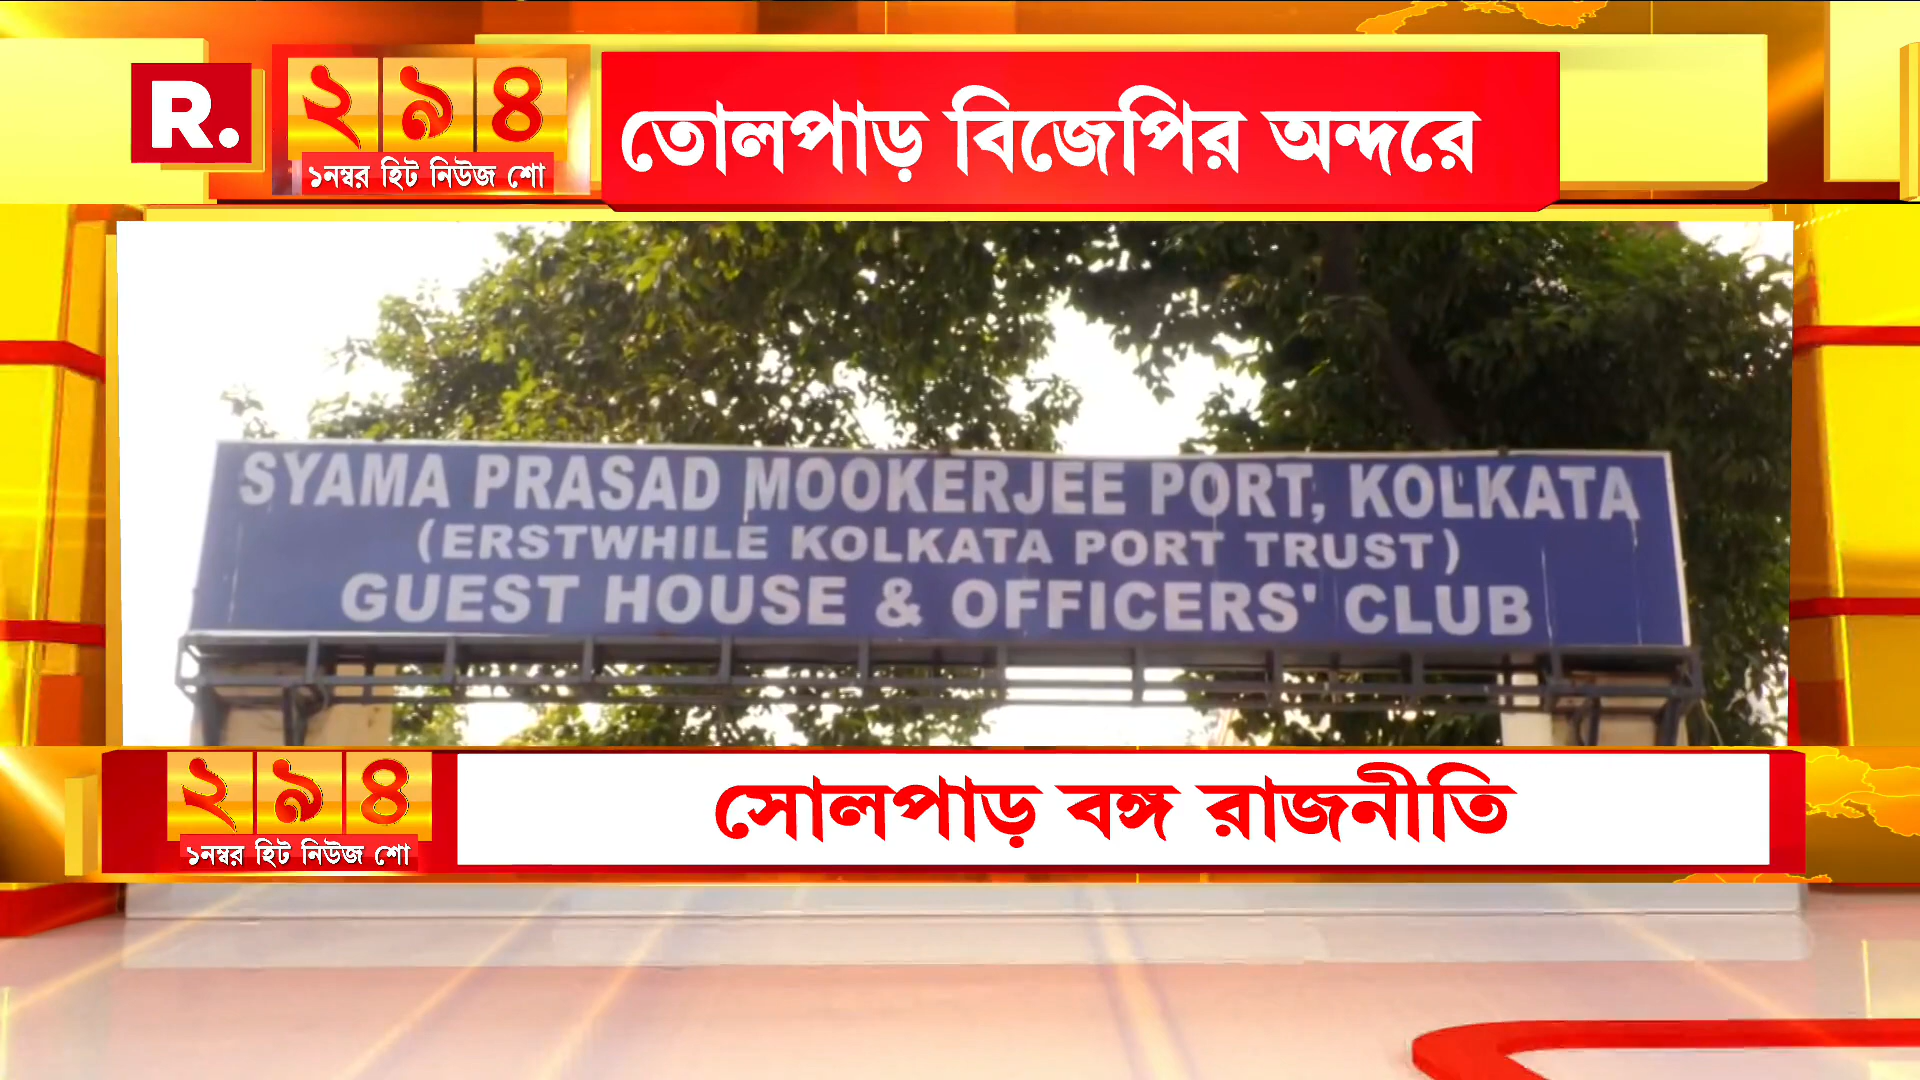 R.
২৯৪
১নম্বর হিট নিউজ শো
তোলপাড় বিজেপির অন্দরে
SYAMA PRASAD MOOKERJEE PORT, KOLKATA
(ERSTWHILE KOLKATA PORT TRUST)
GUEST HOUSE & OFFICERS' CLUB
২৯৪
১নম্বর হিট নিউজ শো
সোলপাড় বঙ্গ রাজনীতি